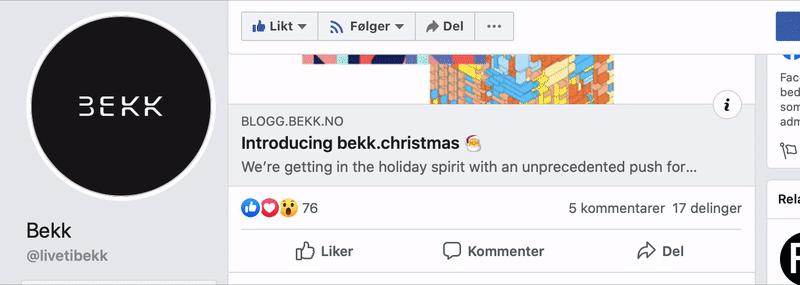 BEKK
Bekk
@livetibekk
Likt
Følger
Del
BLOGG.BEKK.NO
Introducing bekk.christmas 🎅
We’re getting in the holiday spirit with an unprecedented push for…
76
5 kommentarer 17 delinger
Liker
Kommenter
Del
Fac
bed
som
adm
Rela